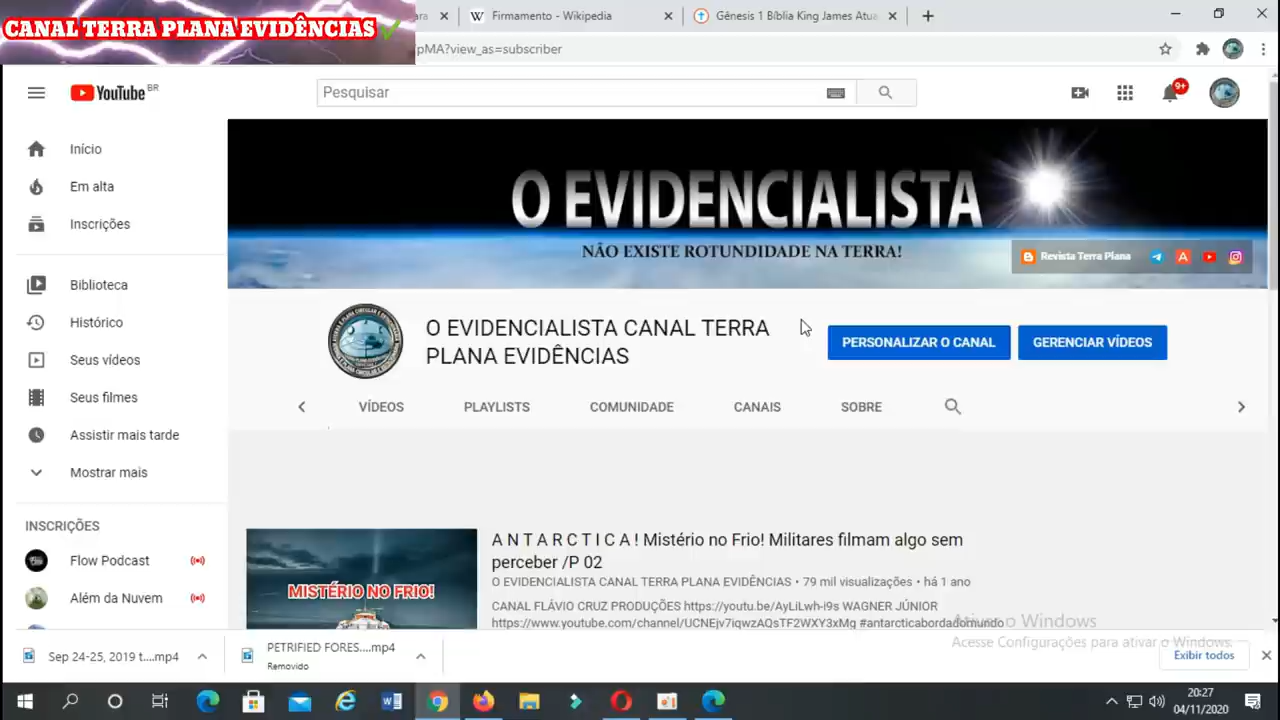 CANAL TERRA PLANA EVIDÊNCIAS
ara
Firmamento - Wikipedia
Gênesis 1 Bíblia King James Atua
pMA?view_as=subscriber
YouTube BR
Pesquisar
9+
Início
Em alta
Inscrições
Biblioteca
Histórico
Seus vídeos
Seus filmes
Assistir mais tarde
Mostrar mais
INSCRIÇÕES
Flow Podcast
Além da Nuvem
O EVIDENCIALISTA
NÃO EXISTE ROTUNDIDADE NA TERRA!
Revista Terra Plana
O EVIDENCIALISTA CANAL TERRA
PLANA EVIDÊNCIAS
PERSONALIZAR O CANAL
GERENCIAR VÍDEOS
VÍDEOS
PLAYLISTS
COMUNIDADE
CANAIS
SOBRE
MISTÉRIO NO FRIO!
A N T A R C T I C A ! Mistério no Frio! Militares filmam algo sem
perceber /P 02
O EVIDENCIALISTA CANAL TERRA PLANA EVIDÊNCIAS • 79 mil visualizações • há 1 ano
CANAL FLÁVIO CRUZ PRODUÇÕES https://youtu.be/AyLiLwh-i9s WAGNER JÚNIOR
https://www.youtube.com/channel/UCNEjv7iqwzAQsTF2WXY3xMg #antarcticabordadomundo
o Windows
Acesse Configurações para ativar o Windows.
Sep 24-25, 2019 t....mp4
PETRIFIED FORES....mp4
Removido
Exibir todos
20:27
04/11/2020